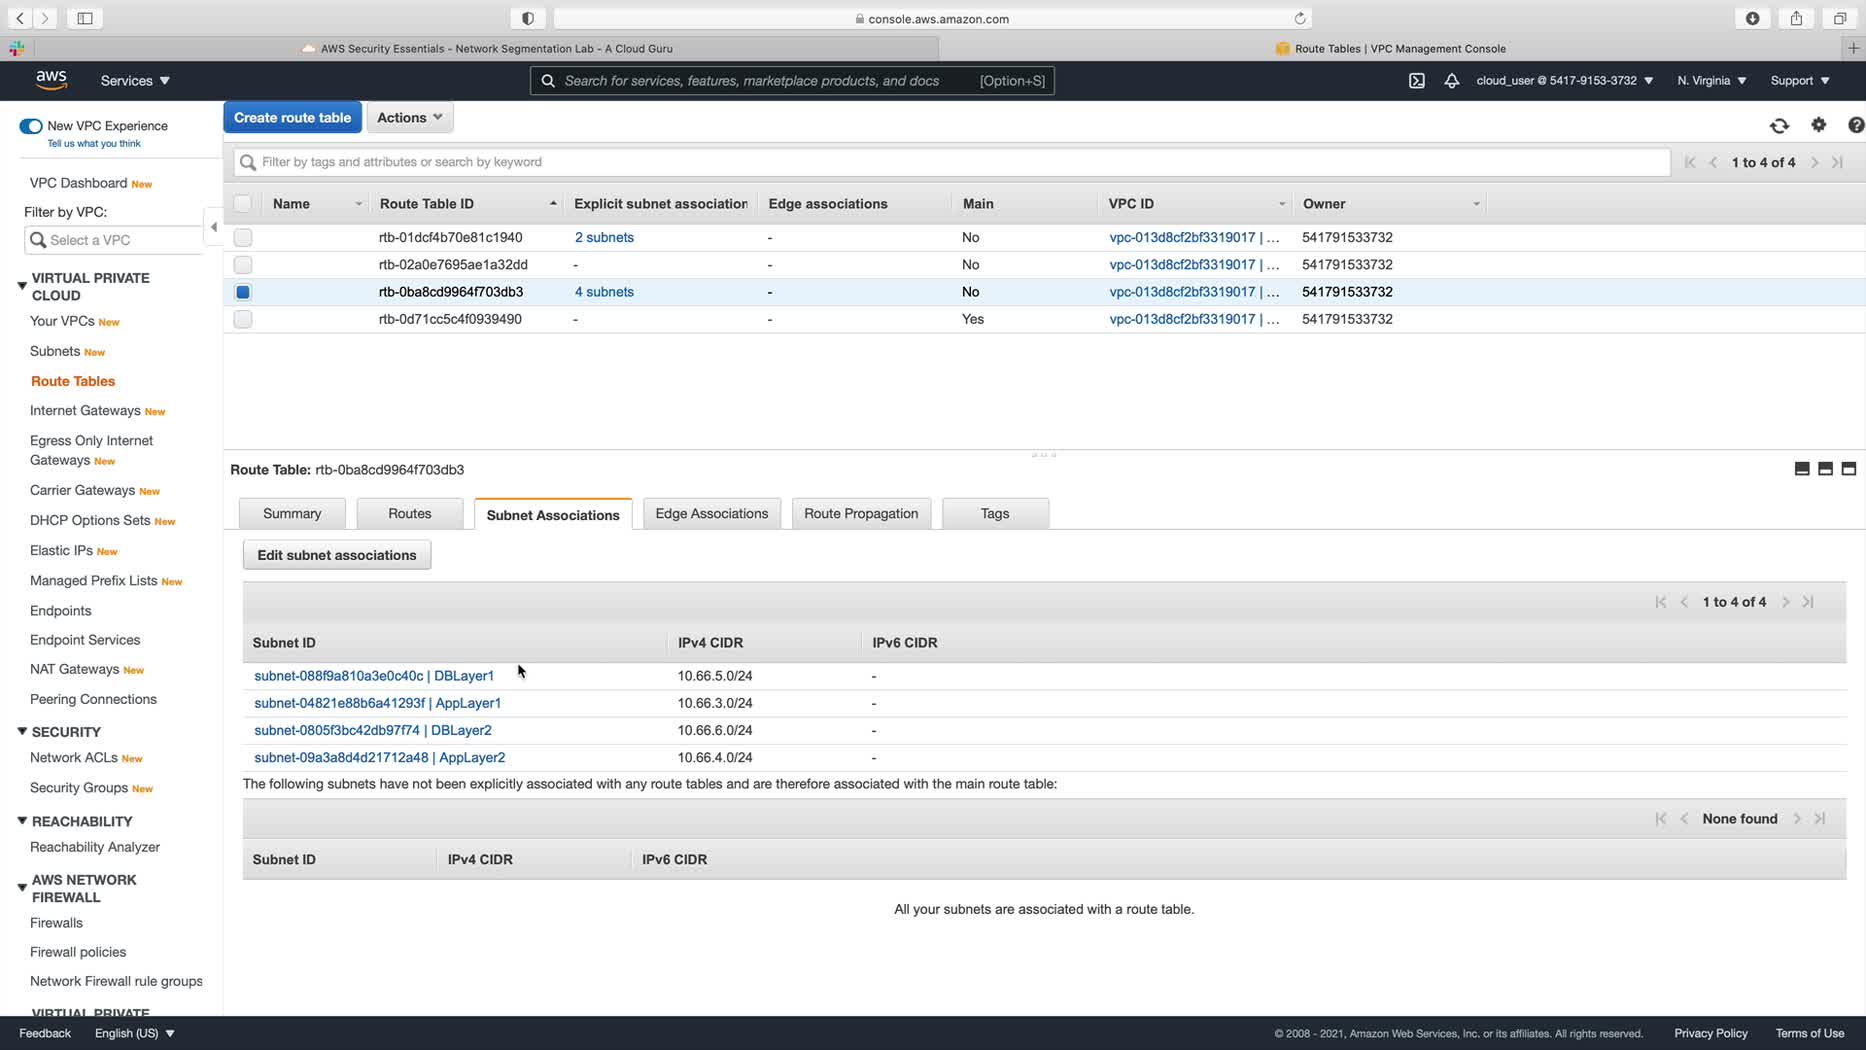 console.aws.amazon.com
AWS Security Essentials - Network Segmentation Lab - A Cloud Guru
Route Tables | VPC Management Console
aws
Services
Search for services, features, marketplace products, and docs [Option+S]
cloud_user @ 5417-9153-3732
N. Virginia
Support
New VPC Experience
Tell us what you think
VPC Dashboard New
Filter by VPC:
Select a VPC
VIRTUAL PRIVATE
CLOUD
Your VPCs New
Subnets New
Route Tables
Internet Gateways New
Egress Only Internet
Gateways New
Carrier Gateways New
DHCP Options Sets New
Elastic IPs New
Managed Prefix Lists New
Endpoints
Endpoint Services
NAT Gateways New
Peering Connections
SECURITY
Network ACLs New
Security Groups New
REACHABILITY
Reachability Analyzer
AWS NETWORK
FIREWALL
Firewalls
Firewall policies
Network Firewall rule groups
VIRTUAL PRIVATE
Create route table Actions
Filter by tags and attributes or search by keyword
1 to 4 of 4
Name Route Table ID Explicit subnet association Edge associations Main VPC ID Owner
rtb-01dcf4b70e81c1940 2 subnets - No vpc-013d8cf2bf3319017 | ... 541791533732
rtb-02a0e7695ae1a32dd - - No vpc-013d8cf2bf3319017 | ... 541791533732
rtb-0ba8cd9964f703db3 4 subnets - No vpc-013d8cf2bf3319017 | ... 541791533732
rtb-0d71cc5c4f0939490 - - Yes vpc-013d8cf2bf3319017 | ... 541791533732
Route Table: rtb-0ba8cd9964f703db3
Summary Routes Subnet Associations Edge Associations Route Propagation Tags
Edit subnet associations
1 to 4 of 4
Subnet ID IPv4 CIDR IPv6 CIDR
subnet-088f9a810a3e0c40c | DBLayer1 10.66.5.0/24 -
subnet-04821e88b6a41293f | AppLayer1 10.66.3.0/24 -
subnet-0805f3bc42db97f74 | DBLayer2 10.66.6.0/24 -
subnet-09a3a8d4d21712a48 | AppLayer2 10.66.4.0/24 -
The following subnets have not been explicitly associated with any route tables and are therefore associated with the main route table:
None found
Subnet ID IPv4 CIDR IPv6 CIDR
All your subnets are associated with a route table.
Feedback English (US)
© 2008 - 2021, Amazon Web Services, Inc. or its affiliates. All rights reserved. Privacy Policy Terms of Use